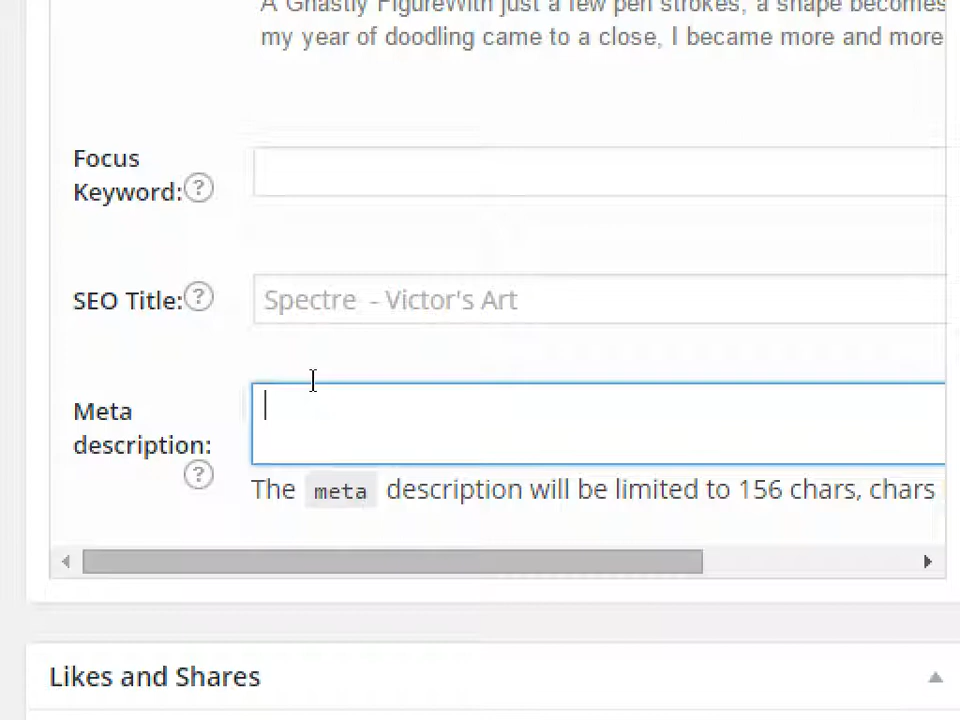 A Ghastly FigureWith just a few pen strokes, a shape becomes
my year of doodling came to a close, I became more and more
Focus
Keyword: ?
SEO Title: ?
Spectre - Victor's Art
Meta
description:
?
The meta description will be limited to 156 chars, chars
Likes and Shares